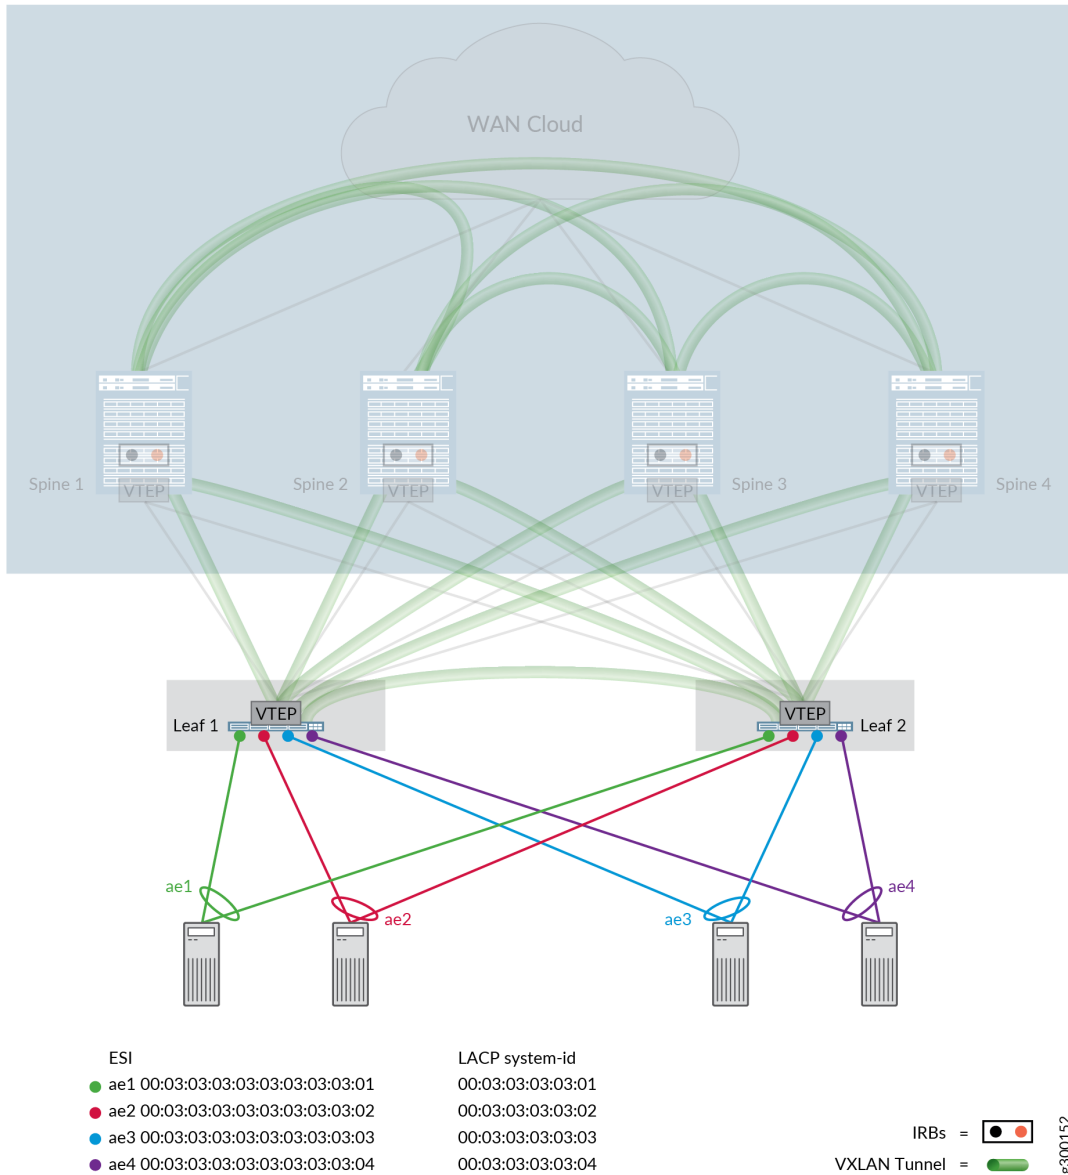 WAN Cloud
Spine 1
VTEP
Spine 2
VTEP
VTEP
Spine 3
VTEP
Spine 4
Leaf 1
VTEP
VTEP
Leaf 2
ae1
ae2
ae3
ae4
ESI
LACP system-id
ae1 00:03:03:03:03:03:03:03:03:01
00:03:03:03:03:01
ae2 00:03:03:03:03:03:03:03:03:02
00:03:03:03:03:02
ae3 00:03:03:03:03:03:03:03:03:03
00:03:03:03:03:03
ae4 00:03:03:03:03:03:03:03:03:04
00:03:03:03:03:04
IRBs =
VXLAN Tunnel =
g300152